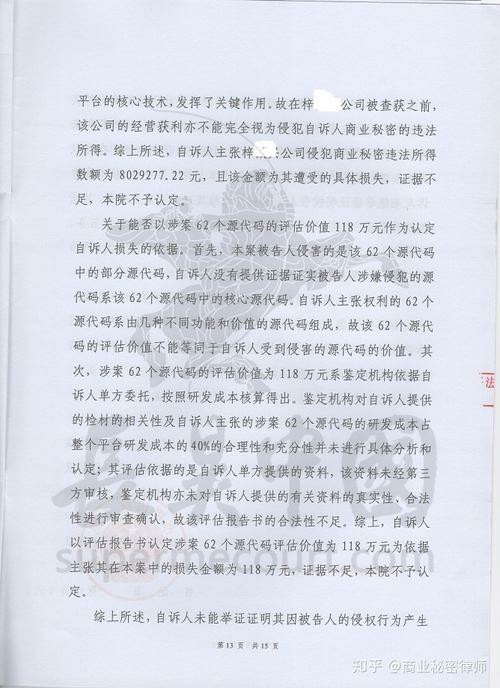 平台的核心技术，发挥了关键作用。故在梓 公司被查获之前，
该公司的经营获利亦不能完全视为侵犯自诉人商业秘密的违法
所得。综上所述，自诉人主张梓 兴公司侵犯商业秘密违法所得
数额为 8029277.22 元，且该金额为其遭受的具体损失，证据不
足，本院不予认定。
关于能否以涉案 62 个源代码的评估价值 118 万元作为认定
自诉人损失的依据。首先，本案被告人侵害的是该 62 个源代码
中的部分源代码，自诉人没有提供证据证实被告人涉嫌侵犯的源
代码系该 62 个源代码中的核心源代码。自诉人主张权利的 62 个
源代码系由几种不同功能和价值的源代码组成，故该 62 个源代
码的评估价值不能等同于自诉人受到侵害的源代码的价值。其
次，涉案 62 个源代码的评估价值为 118 万元系鉴定机构依据自
诉人单方委托，按照研发成本核算得出。鉴定机构对自诉人提供
的检材的相关性及自诉人主张的涉案 62 个源代码的研发成本占
整个平台研发成本的 40%的合理性和充分性并未进行具体分析和
认定；其评估依据的是自诉人单方提供的资料，该资料未经第三
方审核，鉴定机构亦未对自诉人提供的有关资料的真实性、合法
性进行审查确认，故该评估报告书的合法性不足。综上，自诉人
以评估报告书认定涉案 62 个源代码评估价值为 118 万元为依据
主张其在本案中的损失金额为 118 万元，证据不足，本院不予认
定。
综上所述，自诉人未能举证证明其因被告人的侵权行为产生
第 13 页 共 15 页
法
知乎 @商业秘密律师